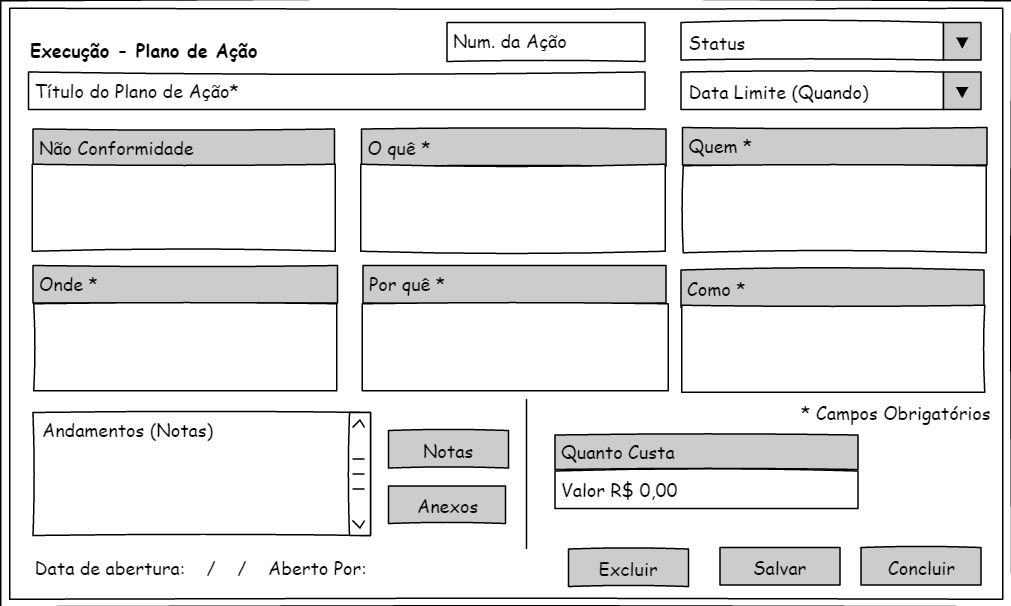 Execução - Plano de Ação
Num. da Ação
Status
▼
Título do Plano de Ação*
Data Limite (Quando)
▼
Não Conformidade
O quê *
Quem *
Onde *
Por quê *
Como *
* Campos Obrigatórios
Andamentos (Notas)
Notas
Anexos
Quanto Custa
Valor R$ 0,00
Data de abertura: / / Aberto Por:
Excluir
Salvar
Concluir